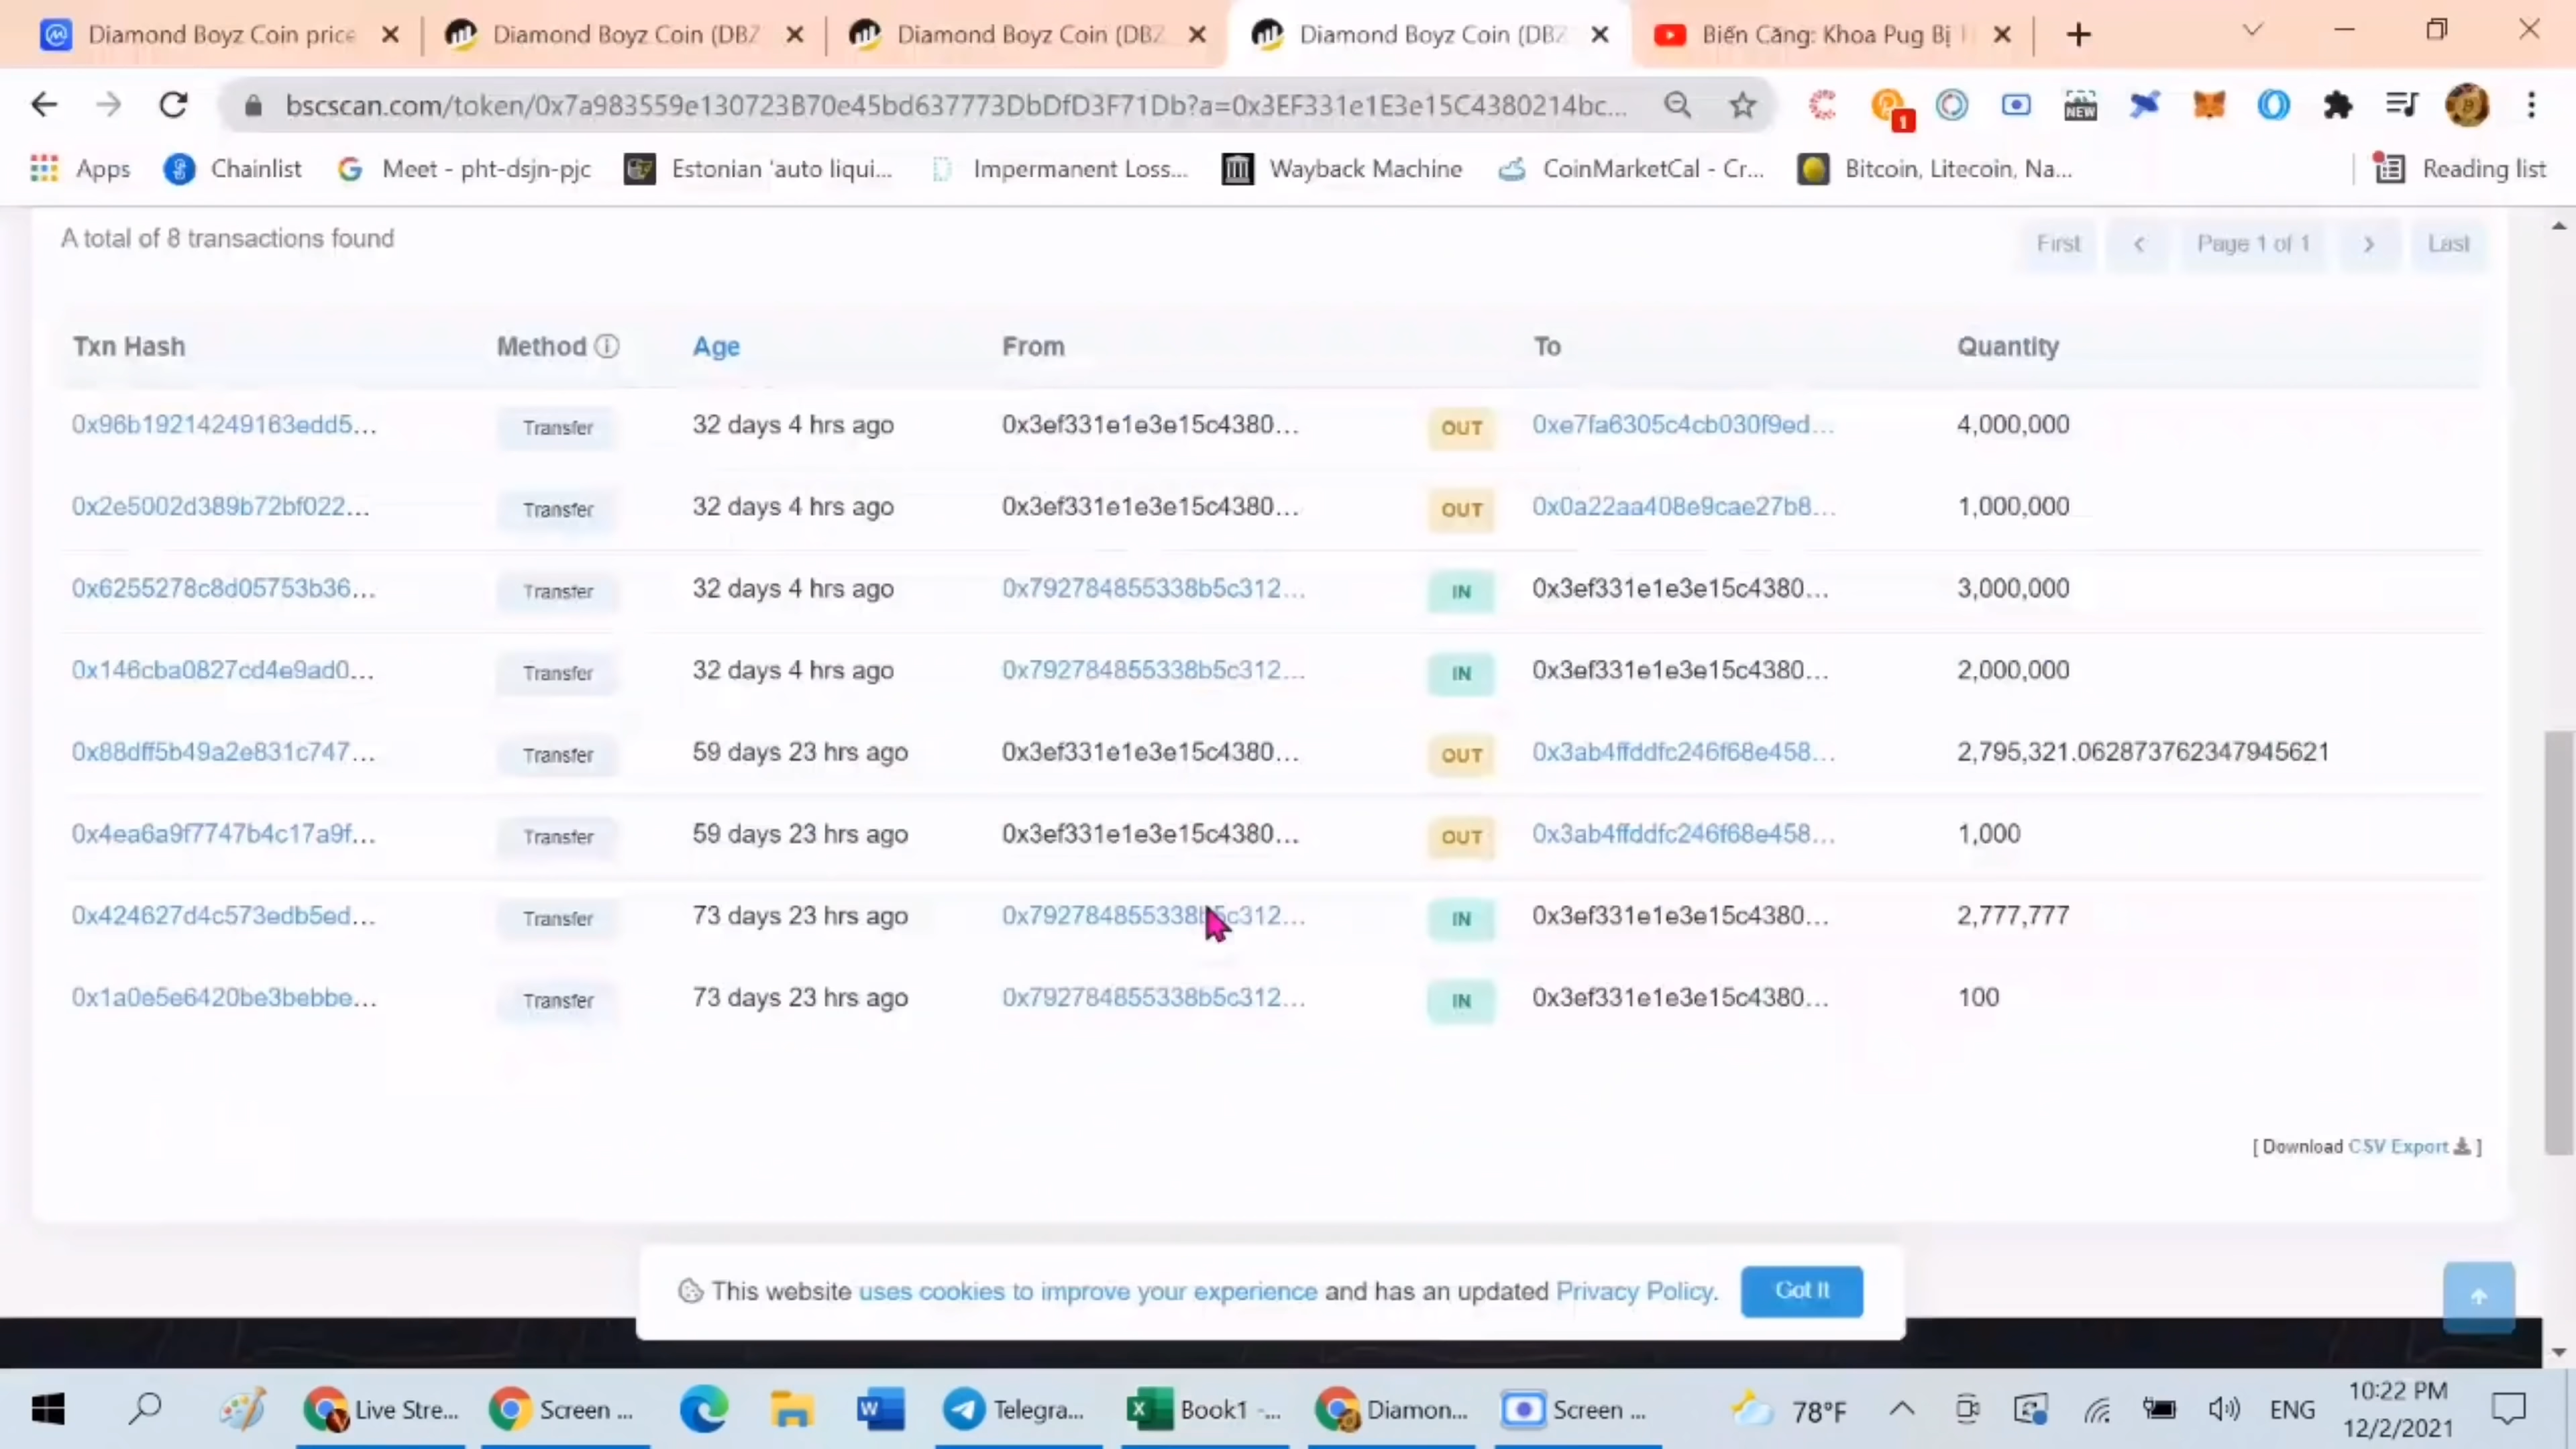 Diamond Boyz Coin price
Diamond Boyz Coin (DBZ
Diamond Boyz Coin (DBZ
Diamond Boyz Coin (DBZ
Biến Căng: Khoa Pug Bị
bscscan.com/token/0x7a983559e130723B70e45bd637773DbDfD3F71Db?a=0x3EF331e1E3e15C4380214bc...
1
NEW
Apps
Chainlist
Meet - pht-dsjn-pjc
Estonian 'auto liqui...
Impermanent Loss...
Wayback Machine
CoinMarketCal - Cr...
Bitcoin, Litecoin, Na...
Reading list
A total of 8 transactions found
First < Page 1 of 1 > Last
Txn Hash Method Age From To Quantity
0x96b19214249163edd5... Transfer 32 days 4 hrs ago 0x3ef331e1e3e15c4380... OUT 0xe7fa6305c4cb030f9ed... 4,000,000
0x2e5002d389b72bf022... Transfer 32 days 4 hrs ago 0x3ef331e1e3e15c4380... OUT 0x0a22aa408e9cae27b8... 1,000,000
0x6255278c8d05753b36... Transfer 32 days 4 hrs ago 0x792784855338b5c312... IN 0x3ef331e1e3e15c4380... 3,000,000
0x146cba0827cd4e9ad0... Transfer 32 days 4 hrs ago 0x792784855338b5c312... IN 0x3ef331e1e3e15c4380... 2,000,000
0x88dff5b49a2e831c747... Transfer 59 days 23 hrs ago 0x3ef331e1e3e15c4380... OUT 0x3ab4ffddfc246f68e458... 2,795,321.062873762347945621
0x4ea6a9f7747b4c17a9f... Transfer 59 days 23 hrs ago 0x3ef331e1e3e15c4380... OUT 0x3ab4ffddfc246f68e458... 1,000
0x424627d4c573edb5ed... Transfer 73 days 23 hrs ago 0x792784855338b5c312... IN 0x3ef331e1e3e15c4380... 2,777,777
0x1a0e5e6420be3bebbe... Transfer 73 days 23 hrs ago 0x792784855338b5c312... IN 0x3ef331e1e3e15c4380... 100
[ Download CSV Export ]
This website uses cookies to improve your experience and has an updated Privacy Policy.
Got It
Live Stre...
Screen ...
Telegra...
Book1 -...
Diamon...
Screen ...
78°F
ENG
10:22 PM
12/2/2021